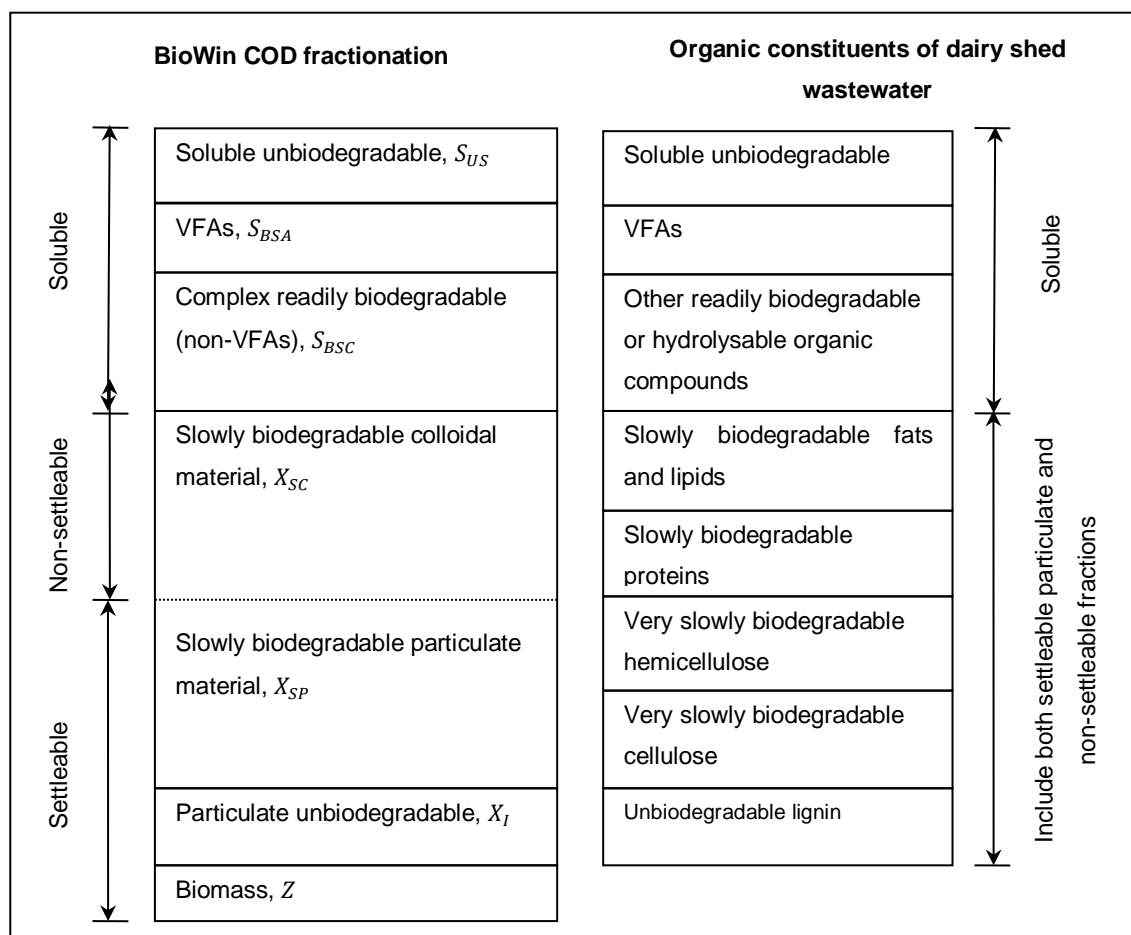 BioWin COD fractionation
Organic constituents of dairy shed
wastewater
Soluble
Non-settleable
Settleable
Soluble unbiodegradable, S_US
VFAs, S_BSA
Complex readily biodegradable
(non-VFAs), S_BSC
Slowly biodegradable colloidal
material, X_SC
Slowly biodegradable particulate
material, X_SP
Particulate unbiodegradable, X_I
Biomass, Z
Soluble unbiodegradable
VFAs
Other readily biodegradable
or hydrolysable organic
compounds
Slowly biodegradable fats
and lipids
Slowly biodegradable
proteins
Very slowly biodegradable
hemicellulose
Very slowly biodegradable
cellulose
Unbiodegradable lignin
Soluble
Include both settleable particulate and
non-settleable fractions